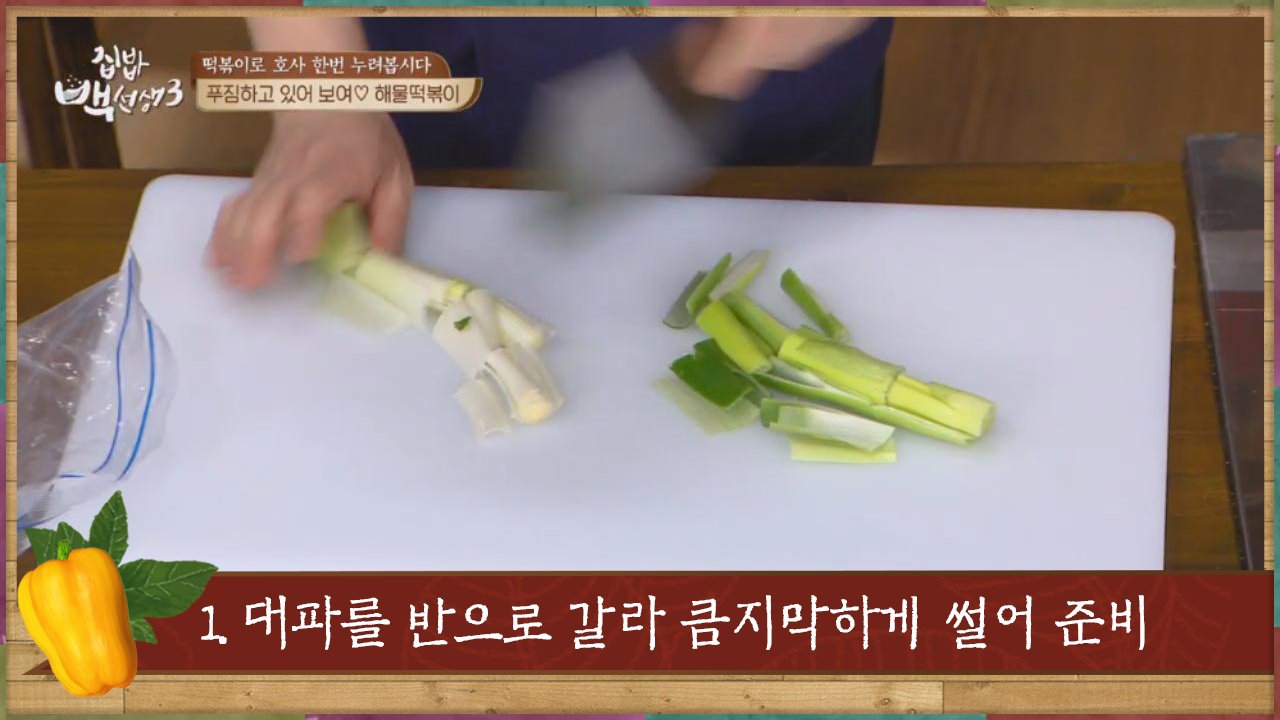 집밥
백선생3
떡볶이로 호사 한번 누려봅시다
푸짐하고 있어 보여♡ 해물떡볶이
1. 대파를 반으로 갈라 큼지막하게 썰어 준비